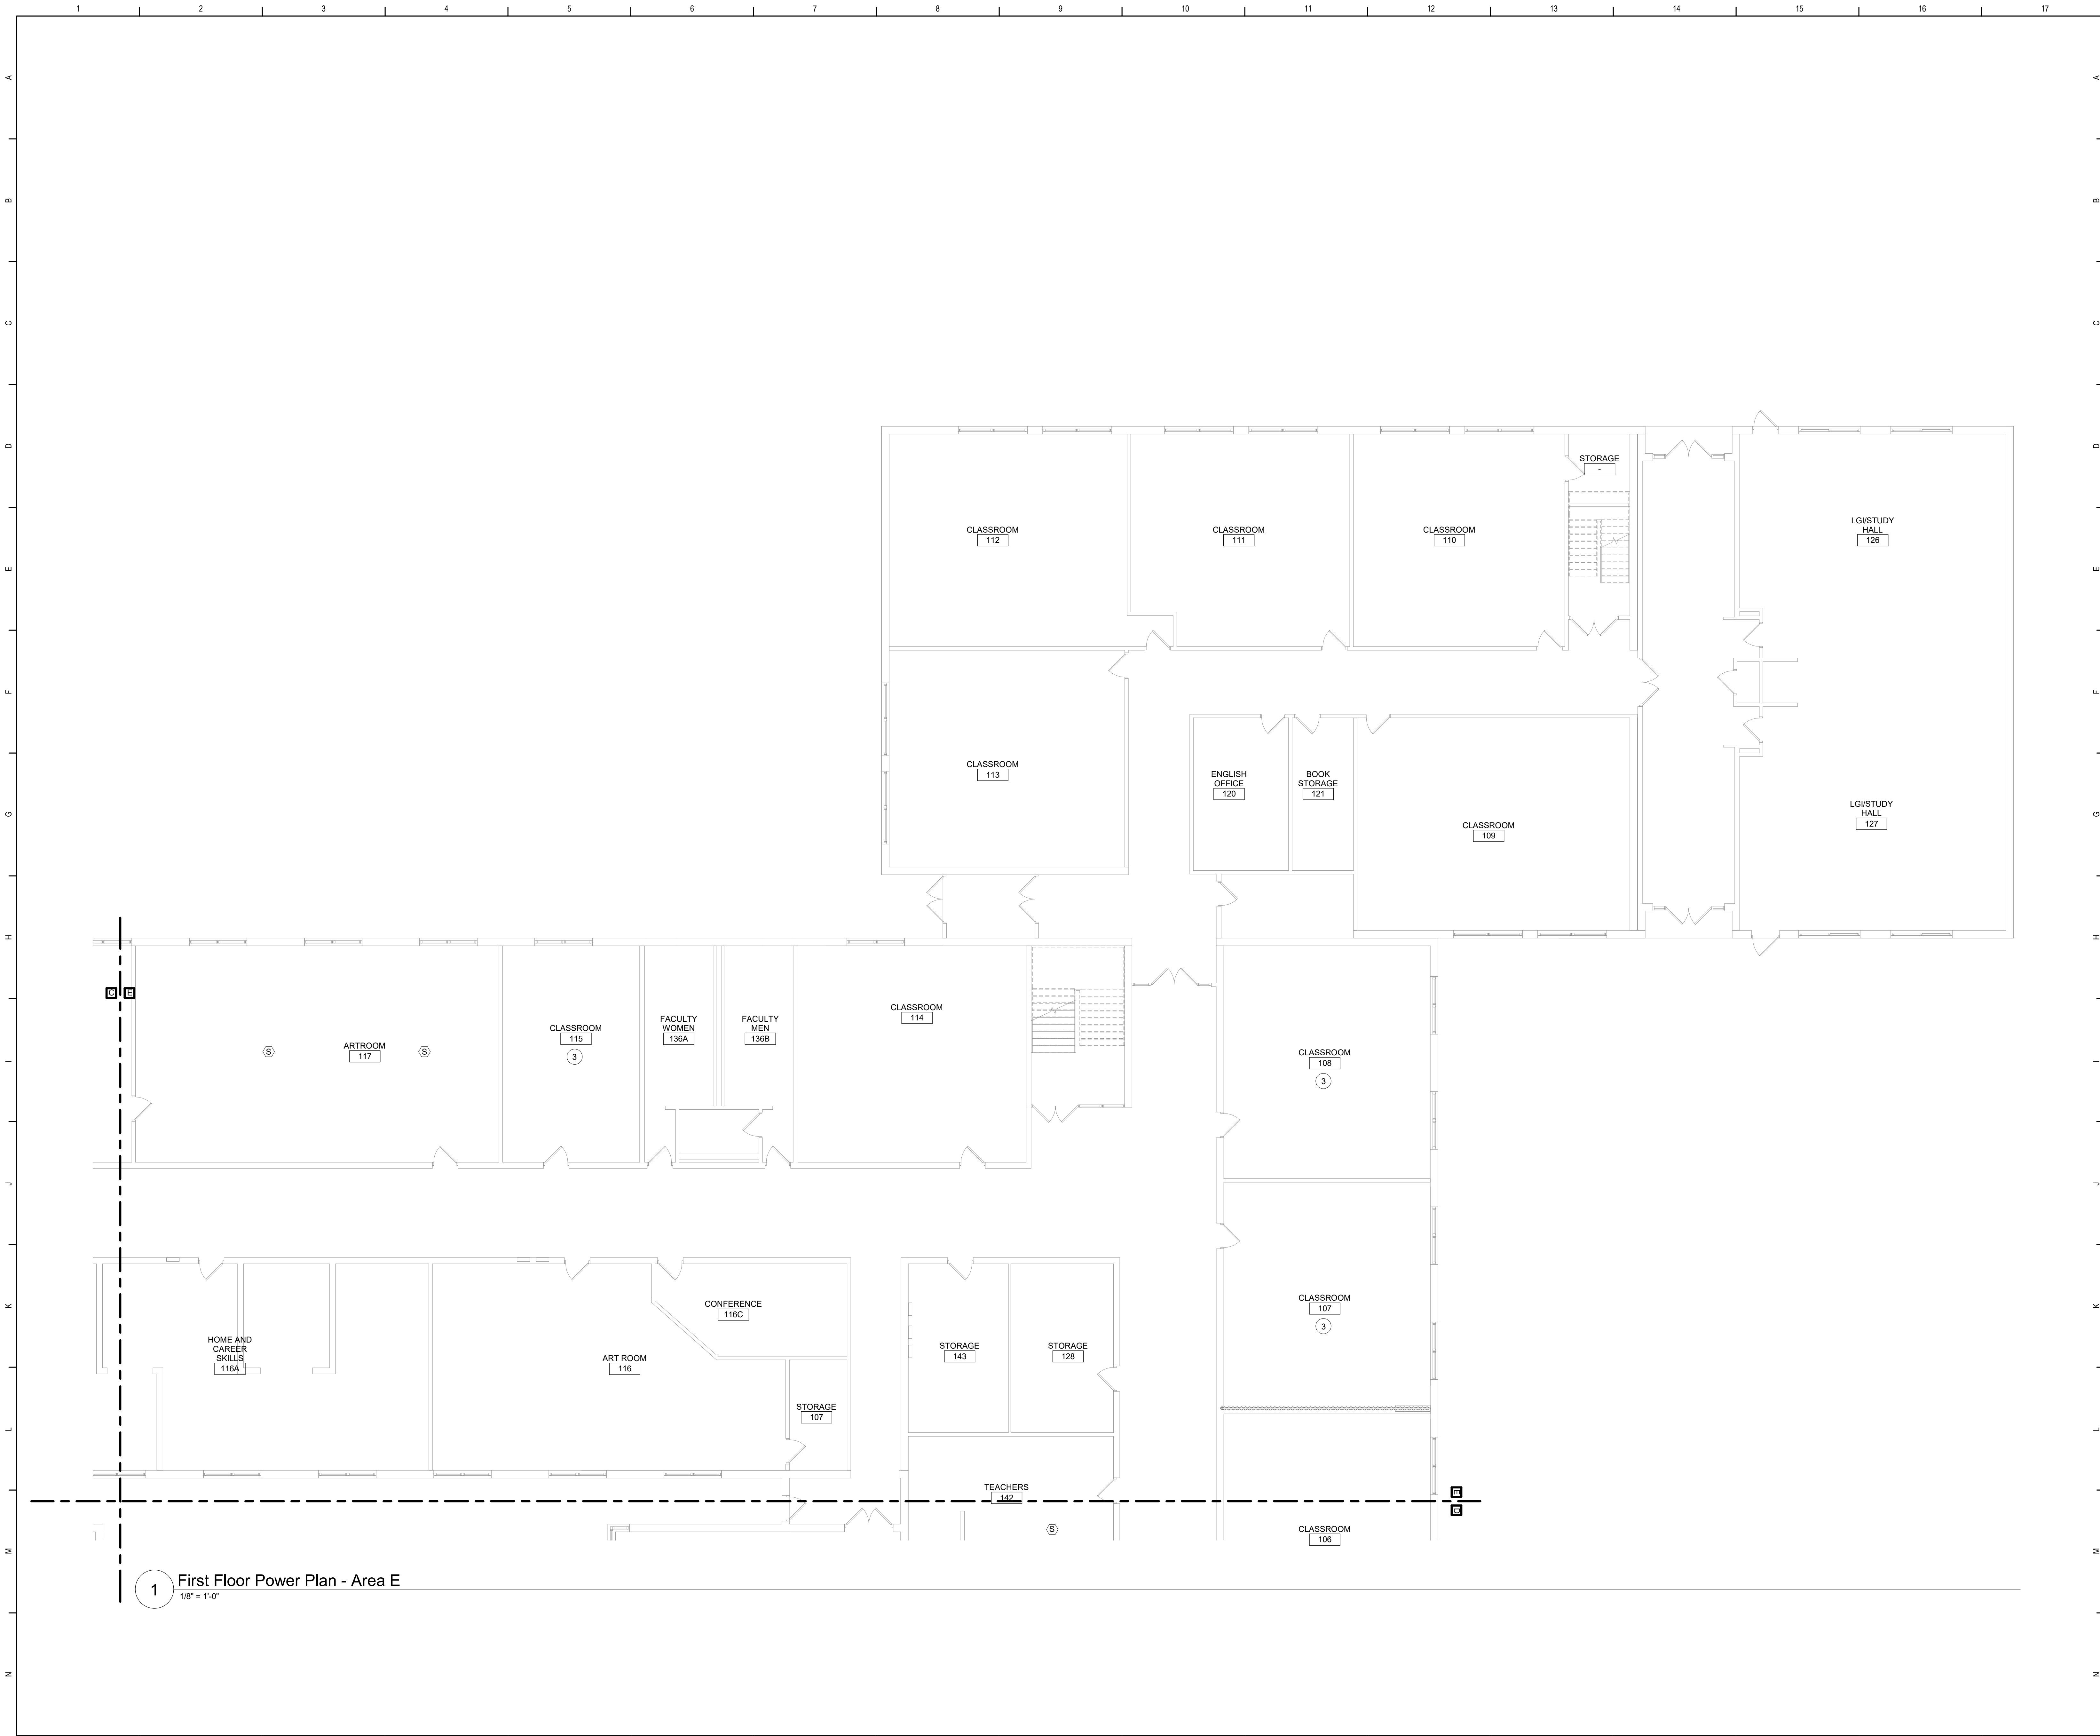 1 2 3 4 5 6 7 8 9 10 11 12 13 14 15 16 17
A A
B B
C C
D D
STORAGE
-
CLASSROOM
112
CLASSROOM
111
CLASSROOM
110
LGI/STUDY
HALL
126
E E
F F
CLASSROOM
113
ENGLISH
OFFICE
120
BOOK
STORAGE
121
LGI/STUDY
HALL
127
CLASSROOM
109
G G
H H
C E
ARTROOM
117
S S
CLASSROOM
115
3
FACULTY
WOMEN
136A
FACULTY
MEN
136B
CLASSROOM
114
CLASSROOM
108
3
I I
J J
K K
HOME AND
CAREER
SKILLS
116A
ART ROOM
116
CONFERENCE
116C
STORAGE
107
STORAGE
143
STORAGE
128
CLASSROOM
107
3
L L
TEACHERS
142
S
E
CLASSROOM
106
M M
1
First Floor Power Plan - Area E
1/8" = 1'-0"
N N